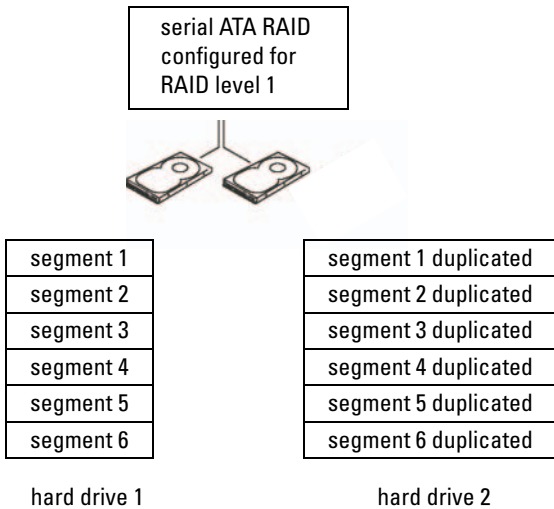 serial ATA RAID
configured for
RAID level 1
segment 1
segment 2
segment 3
segment 4
segment 5
segment 6
hard drive 1
segment 1 duplicated
segment 2 duplicated
segment 3 duplicated
segment 4 duplicated
segment 5 duplicated
segment 6 duplicated
hard drive 2